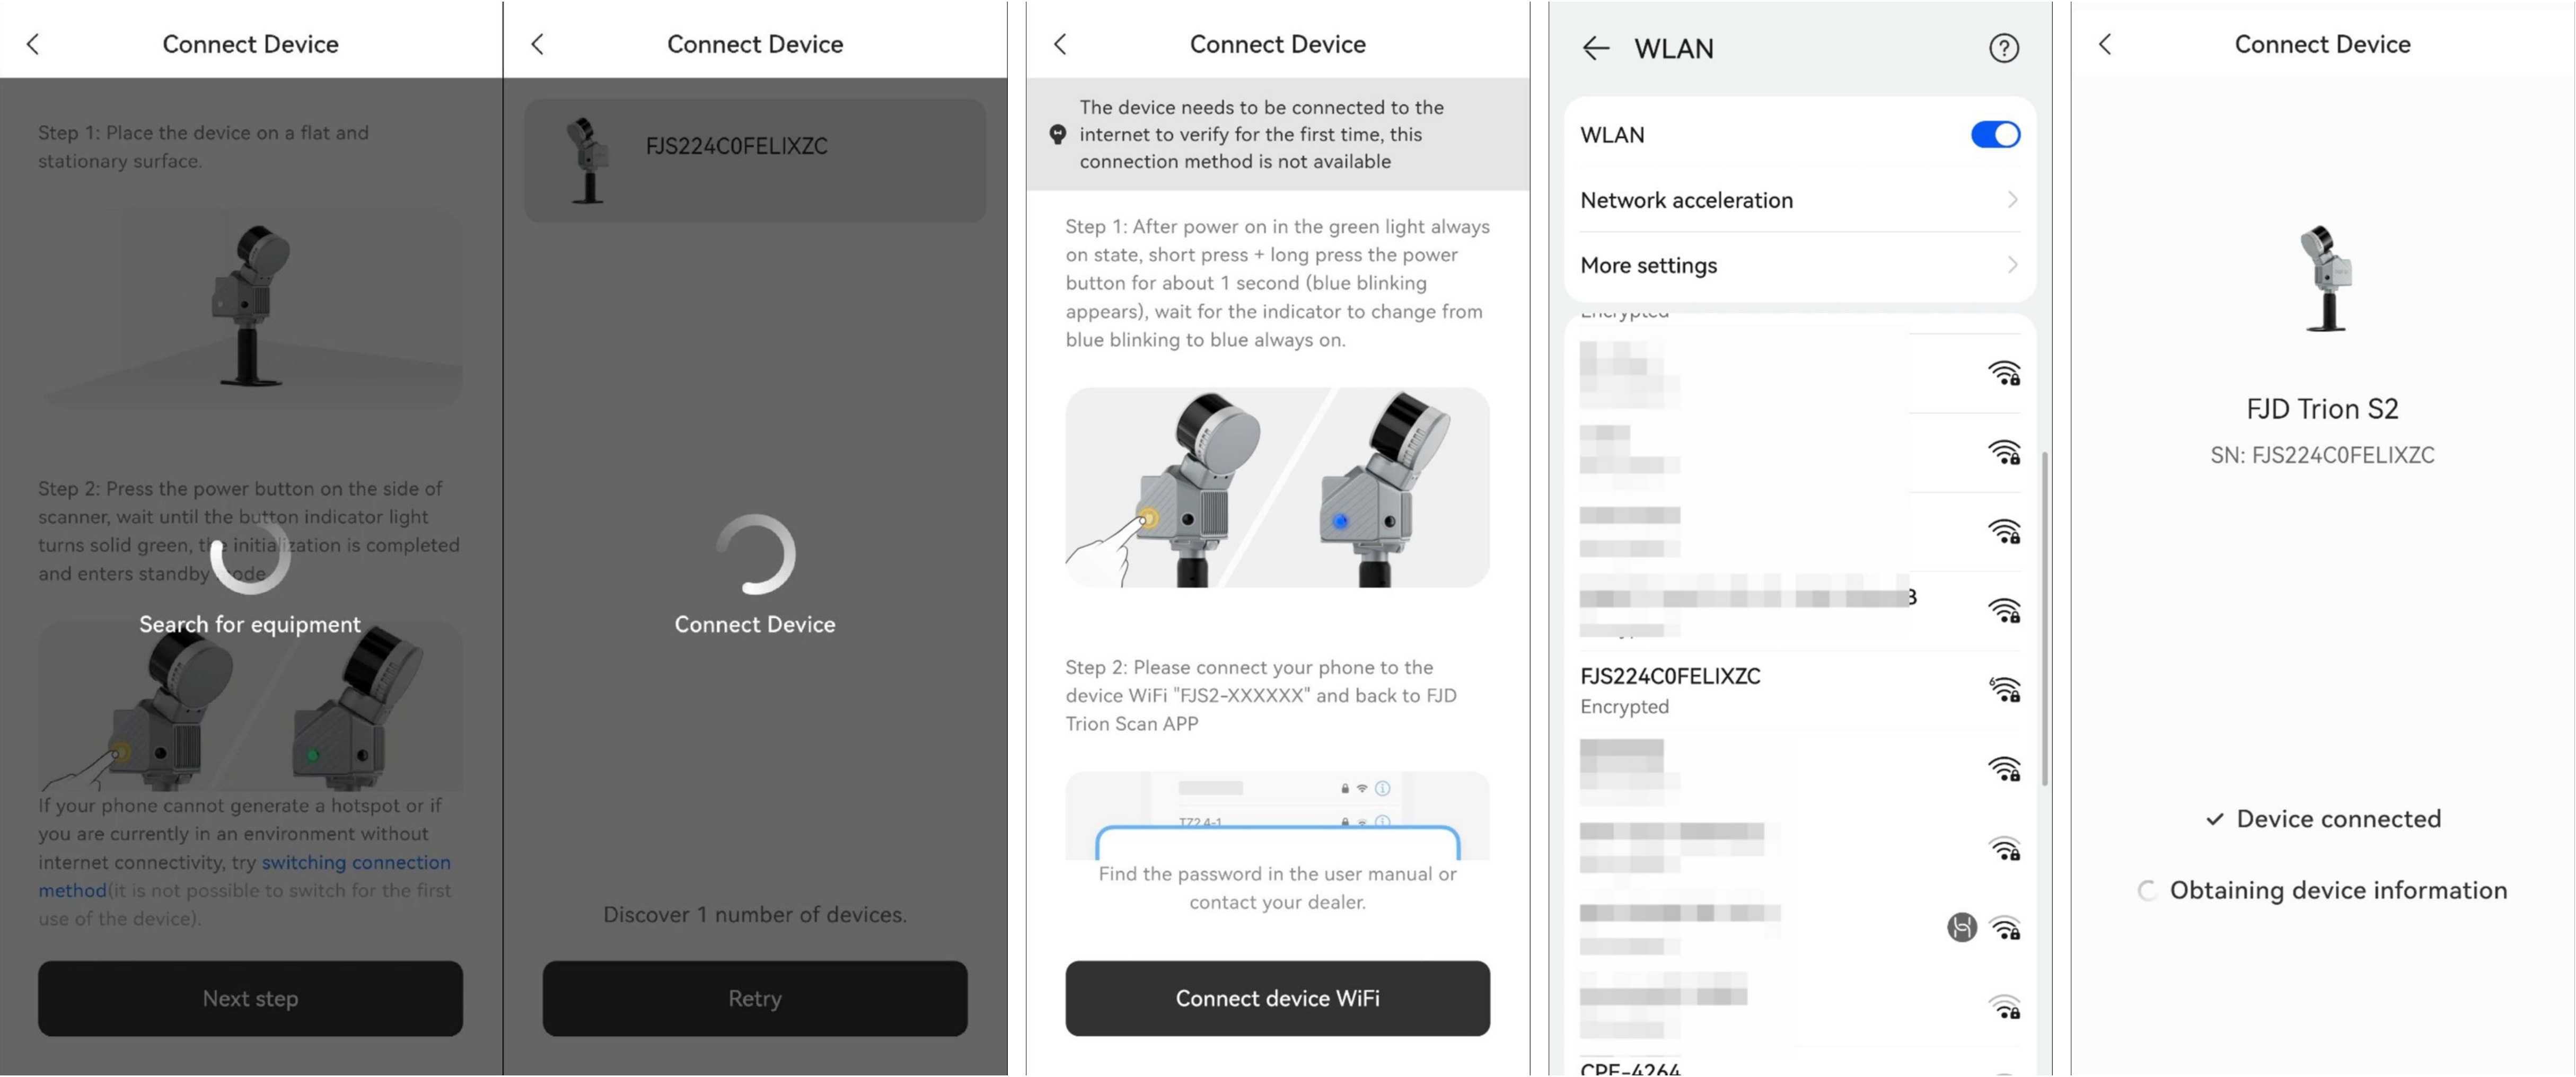 Connect Device
Step 1: Place the device on a flat and
stationary surface.
Step 2: Press the power button on the side of
scanner, wait until the button indicator light
turns solid green, the initialization is completed
and enters standby mode
Search for equipment
If your phone cannot generate a hotspot or if
you are currently in an environment without
internet connectivity, try switching connection
method(it is not possible to switch for the first
use of the device).
Next step
Connect Device
FJS224C0FELIXZC
Connect Device
Discover 1 number of devices.
Retry
Connect Device
The device needs to be connected to the
internet to verify for the first time, this
connection method is not available
Step 1: After power on in the green light always
on state, short press + long press the power
button for about 1 second (blue blinking
appears), wait for the indicator to change from
blue blinking to blue always on.
Step 2: Please connect your phone to the
device WiFi "FJS2-XXXXXX" and back to FJD
Trion Scan APP
TZ2.4-1
Find the password in the user manual or
contact your dealer.
Connect device WiFi
WLAN
WLAN
Network acceleration
More settings
Encrypted
FJS224C0FELIXZC
Encrypted
CPE-4264
Connect Device
FJD Trion S2
SN: FJS224C0FELIXZC
Device connected
Obtaining device information